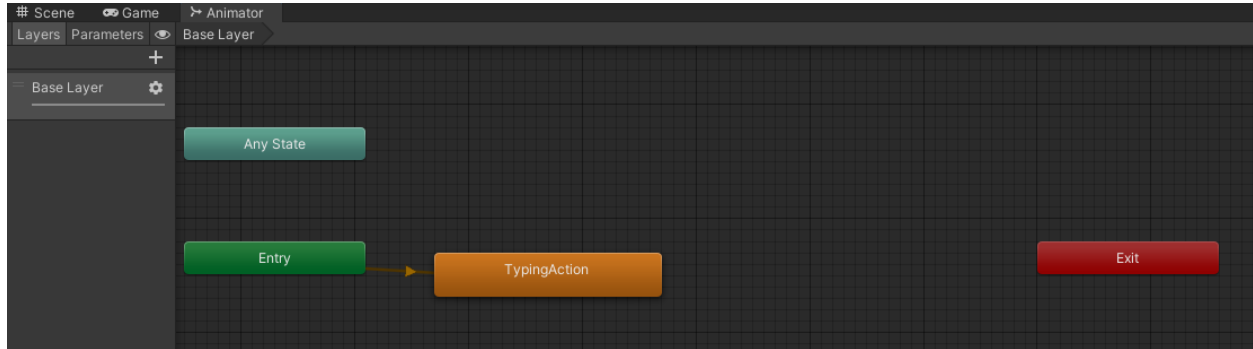 Scene Game Animator
Layers Parameters Base Layer
Base Layer
Any State
Entry
TypingAction
Exit